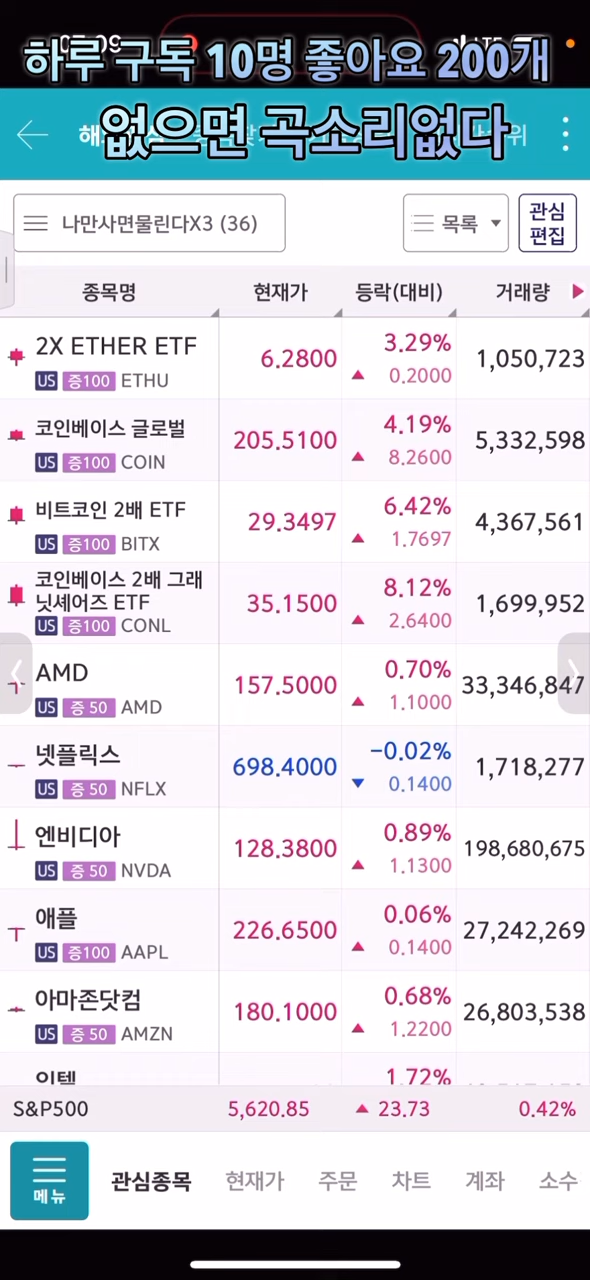 하루 구독 10명 좋아요 200개
없으면 곡소리없다
나만사면물린다X3 (36)
목록
관심
편집
종목명 현재가 등락(대비) 거래량
2X ETHER ETF 6.2800 3.29% 1,050,723
US 증100 ETHU 0.2000
코인베이스 글로벌 205.5100 4.19% 5,332,598
US 증100 COIN 8.2600
비트코인 2배 ETF 29.3497 6.42% 4,367,561
US 증100 BITX 1.7697
코인베이스 2배 그래
닛셰어즈 ETF 35.1500 8.12% 1,699,952
US 증100 CONL 2.6400
AMD 157.5000 0.70% 33,346,847
US 증 50 AMD 1.1000
넷플릭스 698.4000 -0.02% 1,718,277
US 증 50 NFLX 0.1400
엔비디아 128.3800 0.89% 198,680,675
US 증 50 NVDA 1.1300
애플 226.6500 0.06% 27,242,269
US 증100 AAPL 0.1400
아마존닷컴 180.1000 0.68% 26,803,538
US 증 50 AMZN 1.2200
인텔 1.72%
S&P500 5,620.85 23.73 0.42%
메뉴 관심종목 현재가 주문 차트 계좌 소수